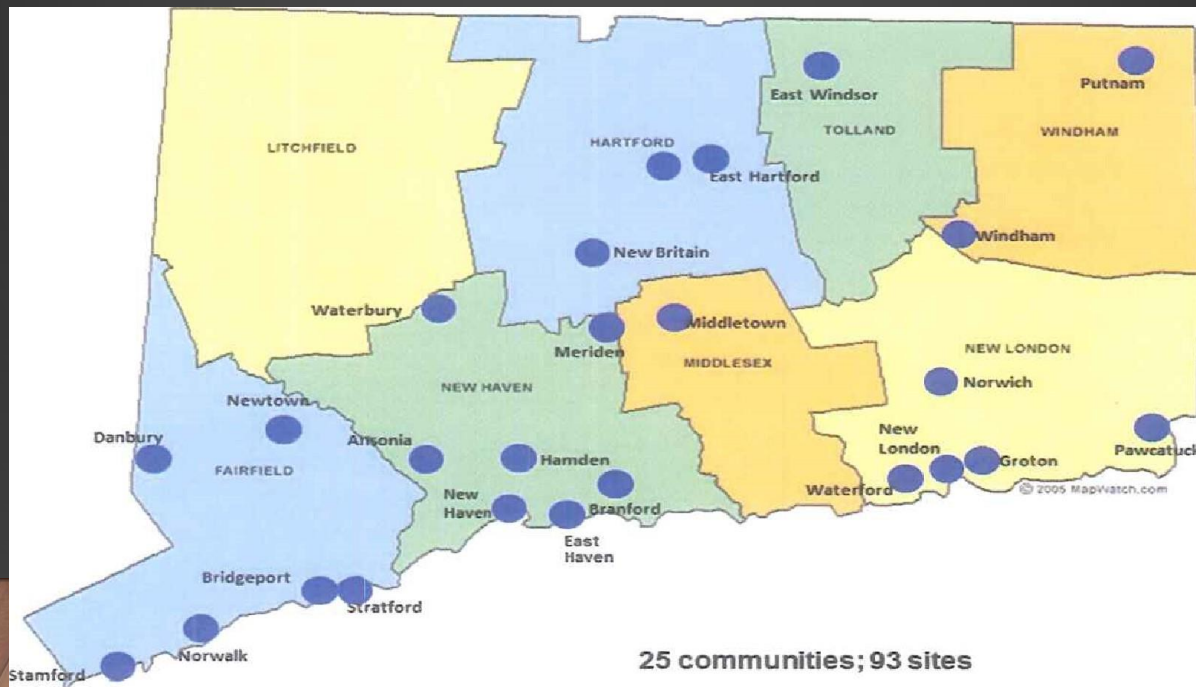 Putnam
East Windsor
TOLLAND
WINDHAM
HARTFORD
LITCHFIELD
East Hartford
Windham
New Britain
Waterbury
Middletown
Meriden
MIDDLESEX
NEW LONDON
NEW HAVEN
Norwich
Newtown
Danbury
Ansonia
FAIRFIELD
Hamden
New
London
Groton
Pawcatuck
Waterford
© 2005 MapWatch.com
New
Haven
Branford
East
Haven
Bridgeport
Stratford
Norwalk
Stamford
25 communities; 93 sites